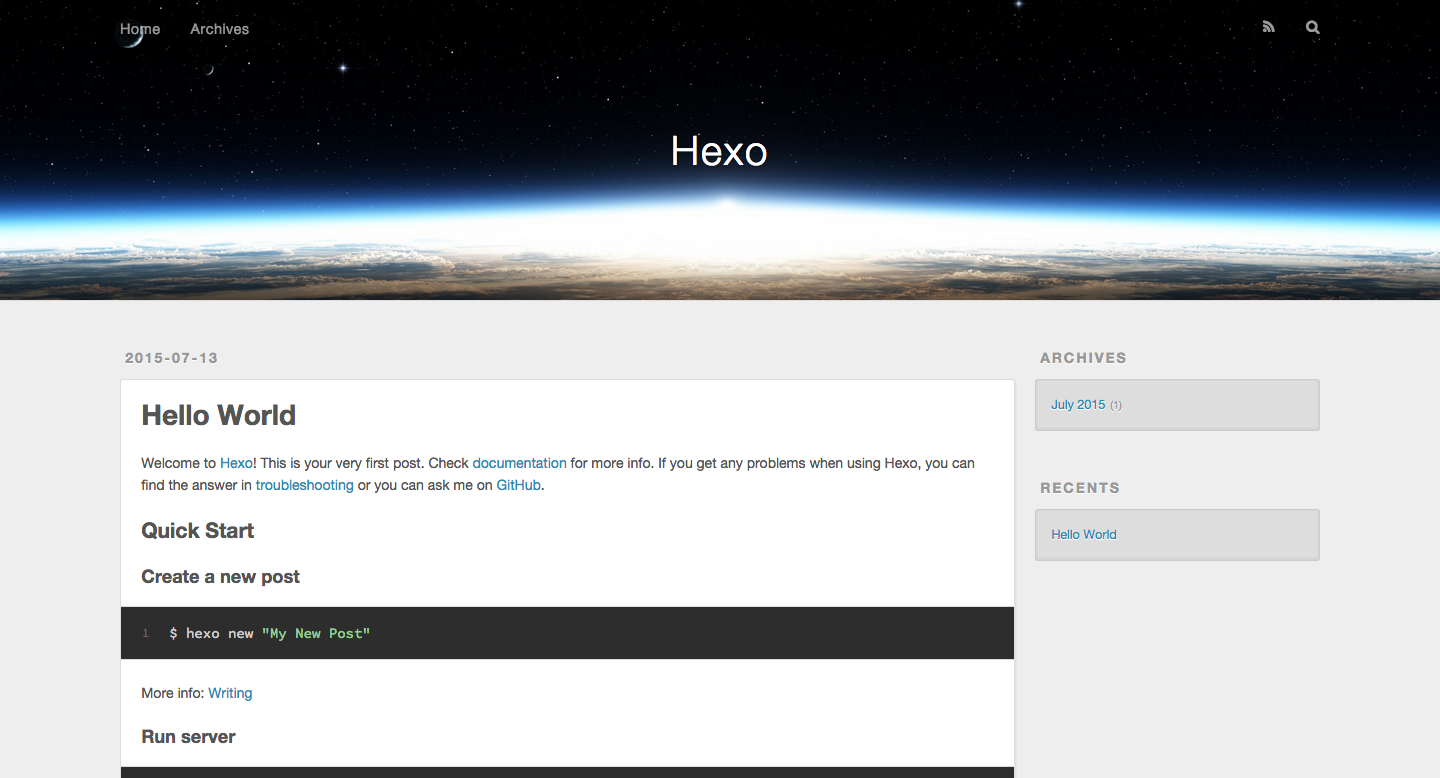 Home Archives
Hexo
2015-07-13
Hello World
Welcome to Hexo! This is your very first post. Check documentation for more info. If you get any problems when using Hexo, you can
find the answer in troubleshooting or you can ask me on GitHub.
Quick Start
Create a new post
1 $ hexo new "My New Post"
More info: Writing
Run server
ARCHIVES
July 2015 (1)
RECENTS
Hello World